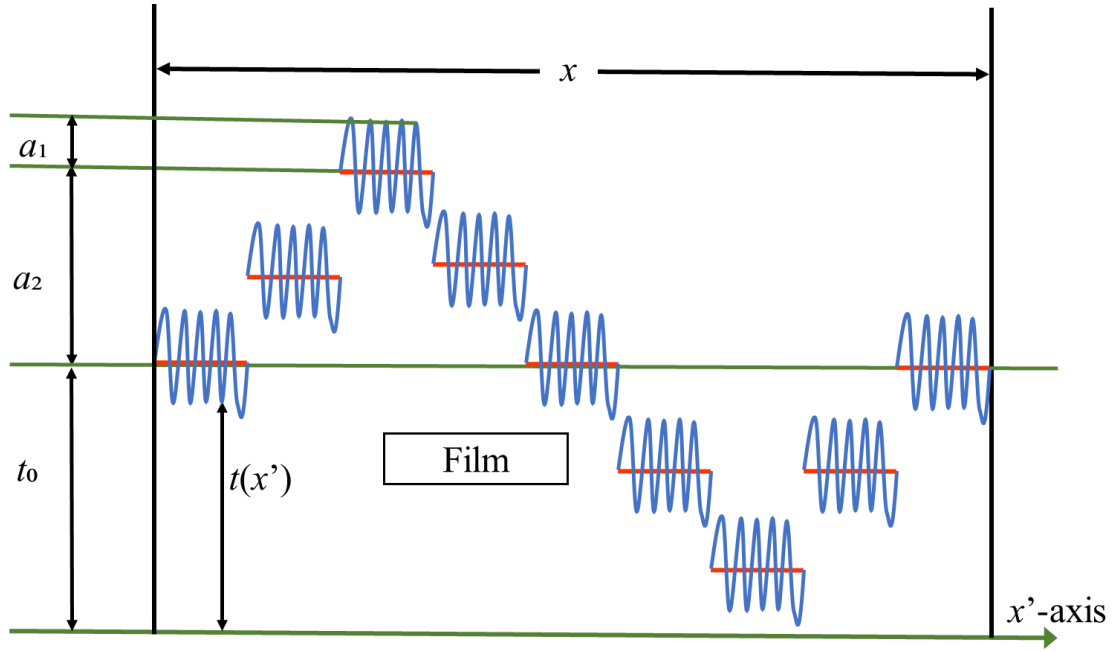 x
a₁
a₂
t₀
t(x’)
Film
x’-axis